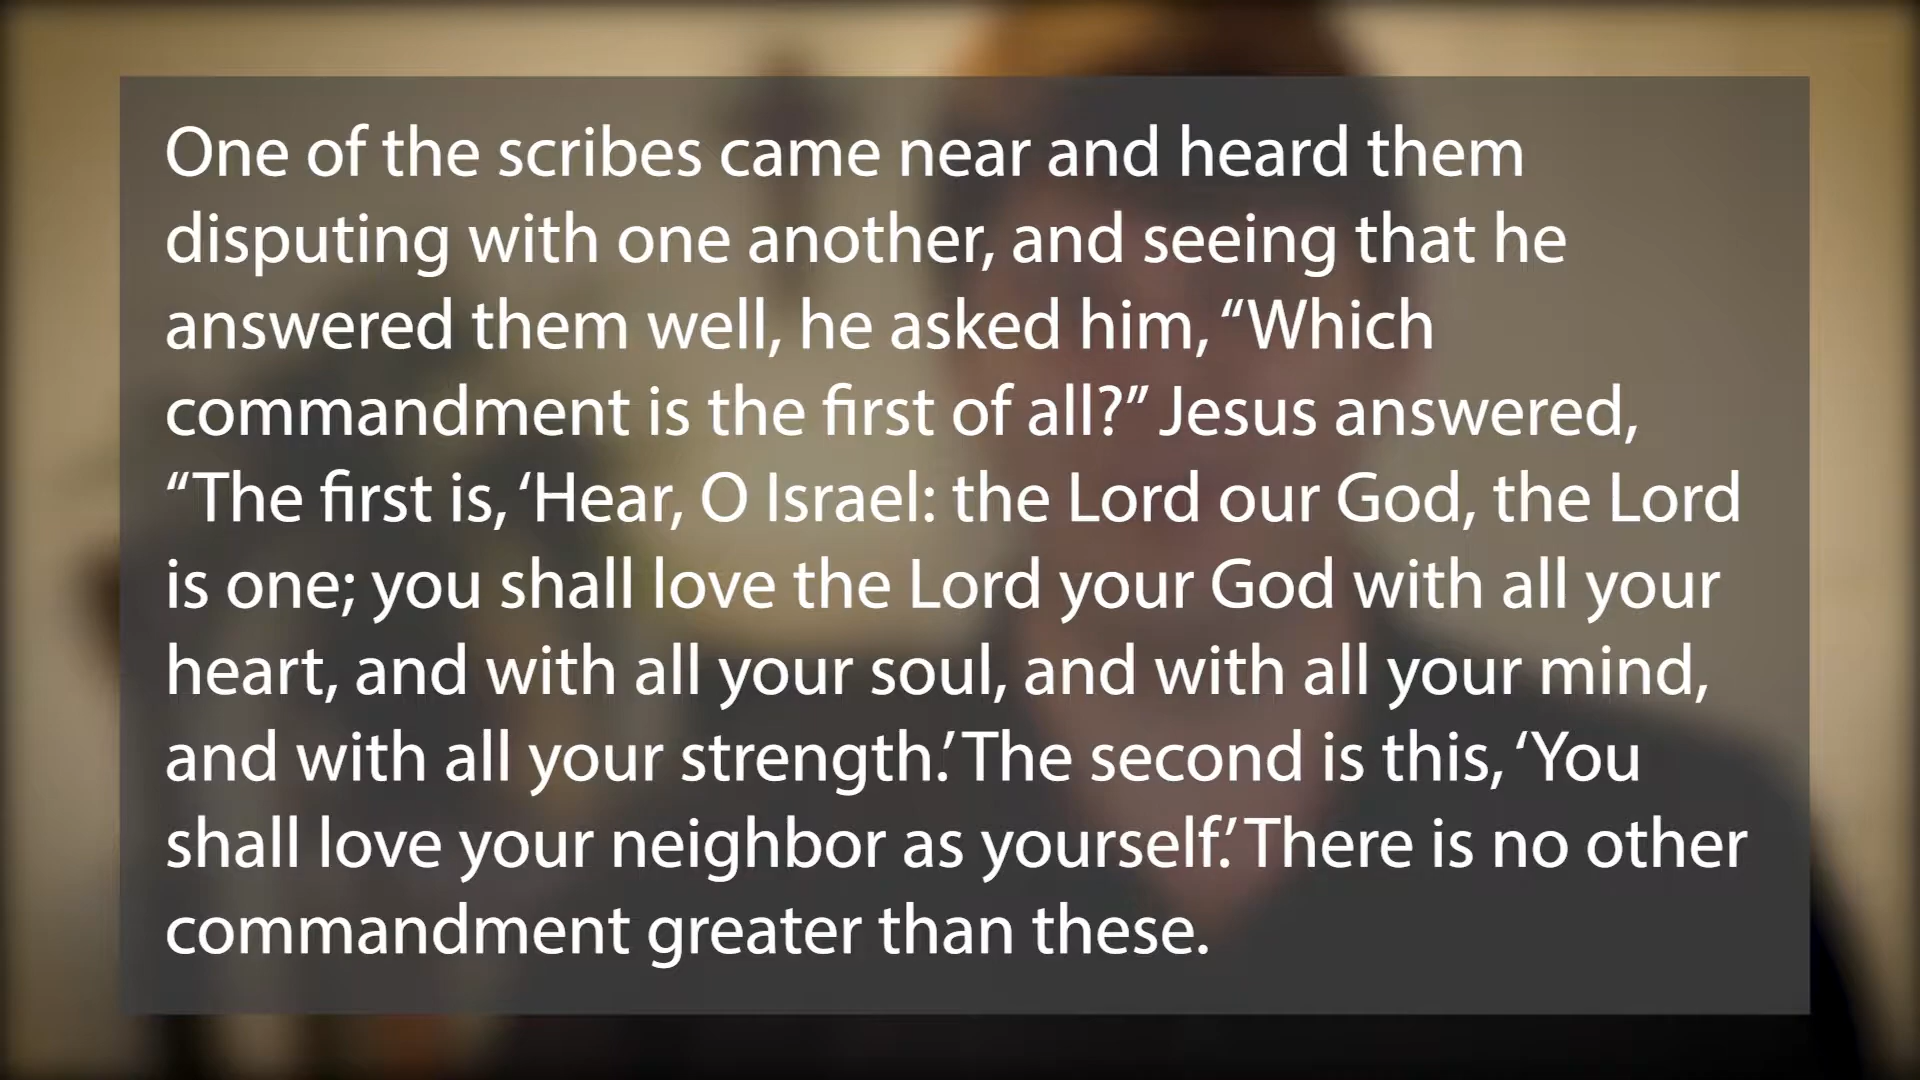 One of the scribes came near and heard them
disputing with one another, and seeing that he
answered them well, he asked him, “Which
commandment is the first of all?” Jesus answered,
“The first is, ‘Hear, O Israel: the Lord our God, the Lord
is one; you shall love the Lord your God with all your
heart, and with all your soul, and with all your mind,
and with all your strength.’ The second is this, ‘You
shall love your neighbor as yourself.’ There is no other
commandment greater than these.